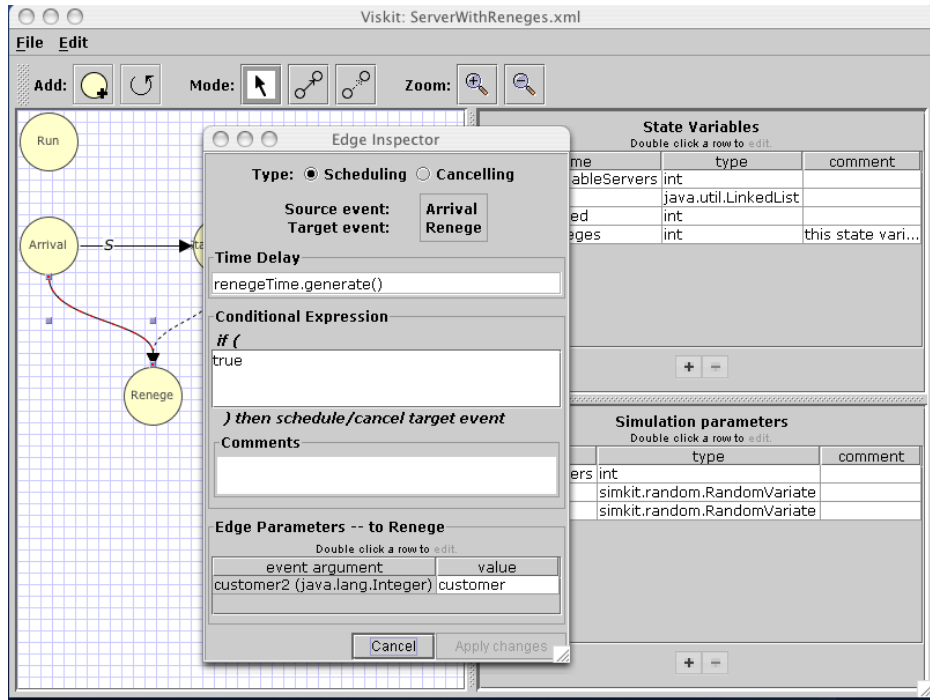 Viskit: ServerWithReneges.xml
File Edit
Add: Mode: Zoom:
Run
Arrival
S
Renege
Edge Inspector
Type: Scheduling Cancelling
Source event: Arrival
Target event: Renege
Time Delay
renegeTime.generate()
Conditional Expression
if (
true
) then schedule/cancel target event
Comments
Edge Parameters -- to Renege
Double click a row to edit.
event argument value
customer2 (java.lang.Integer) customer
Cancel Apply changes
State Variables
Double click a row to edit.
me type comment
ableServers int
java.util.LinkedList
ed int
eges int this state vari...
+ −
Simulation parameters
Double click a row to edit.
type comment
ers int
simkit.random.RandomVariate
simkit.random.RandomVariate
+ −